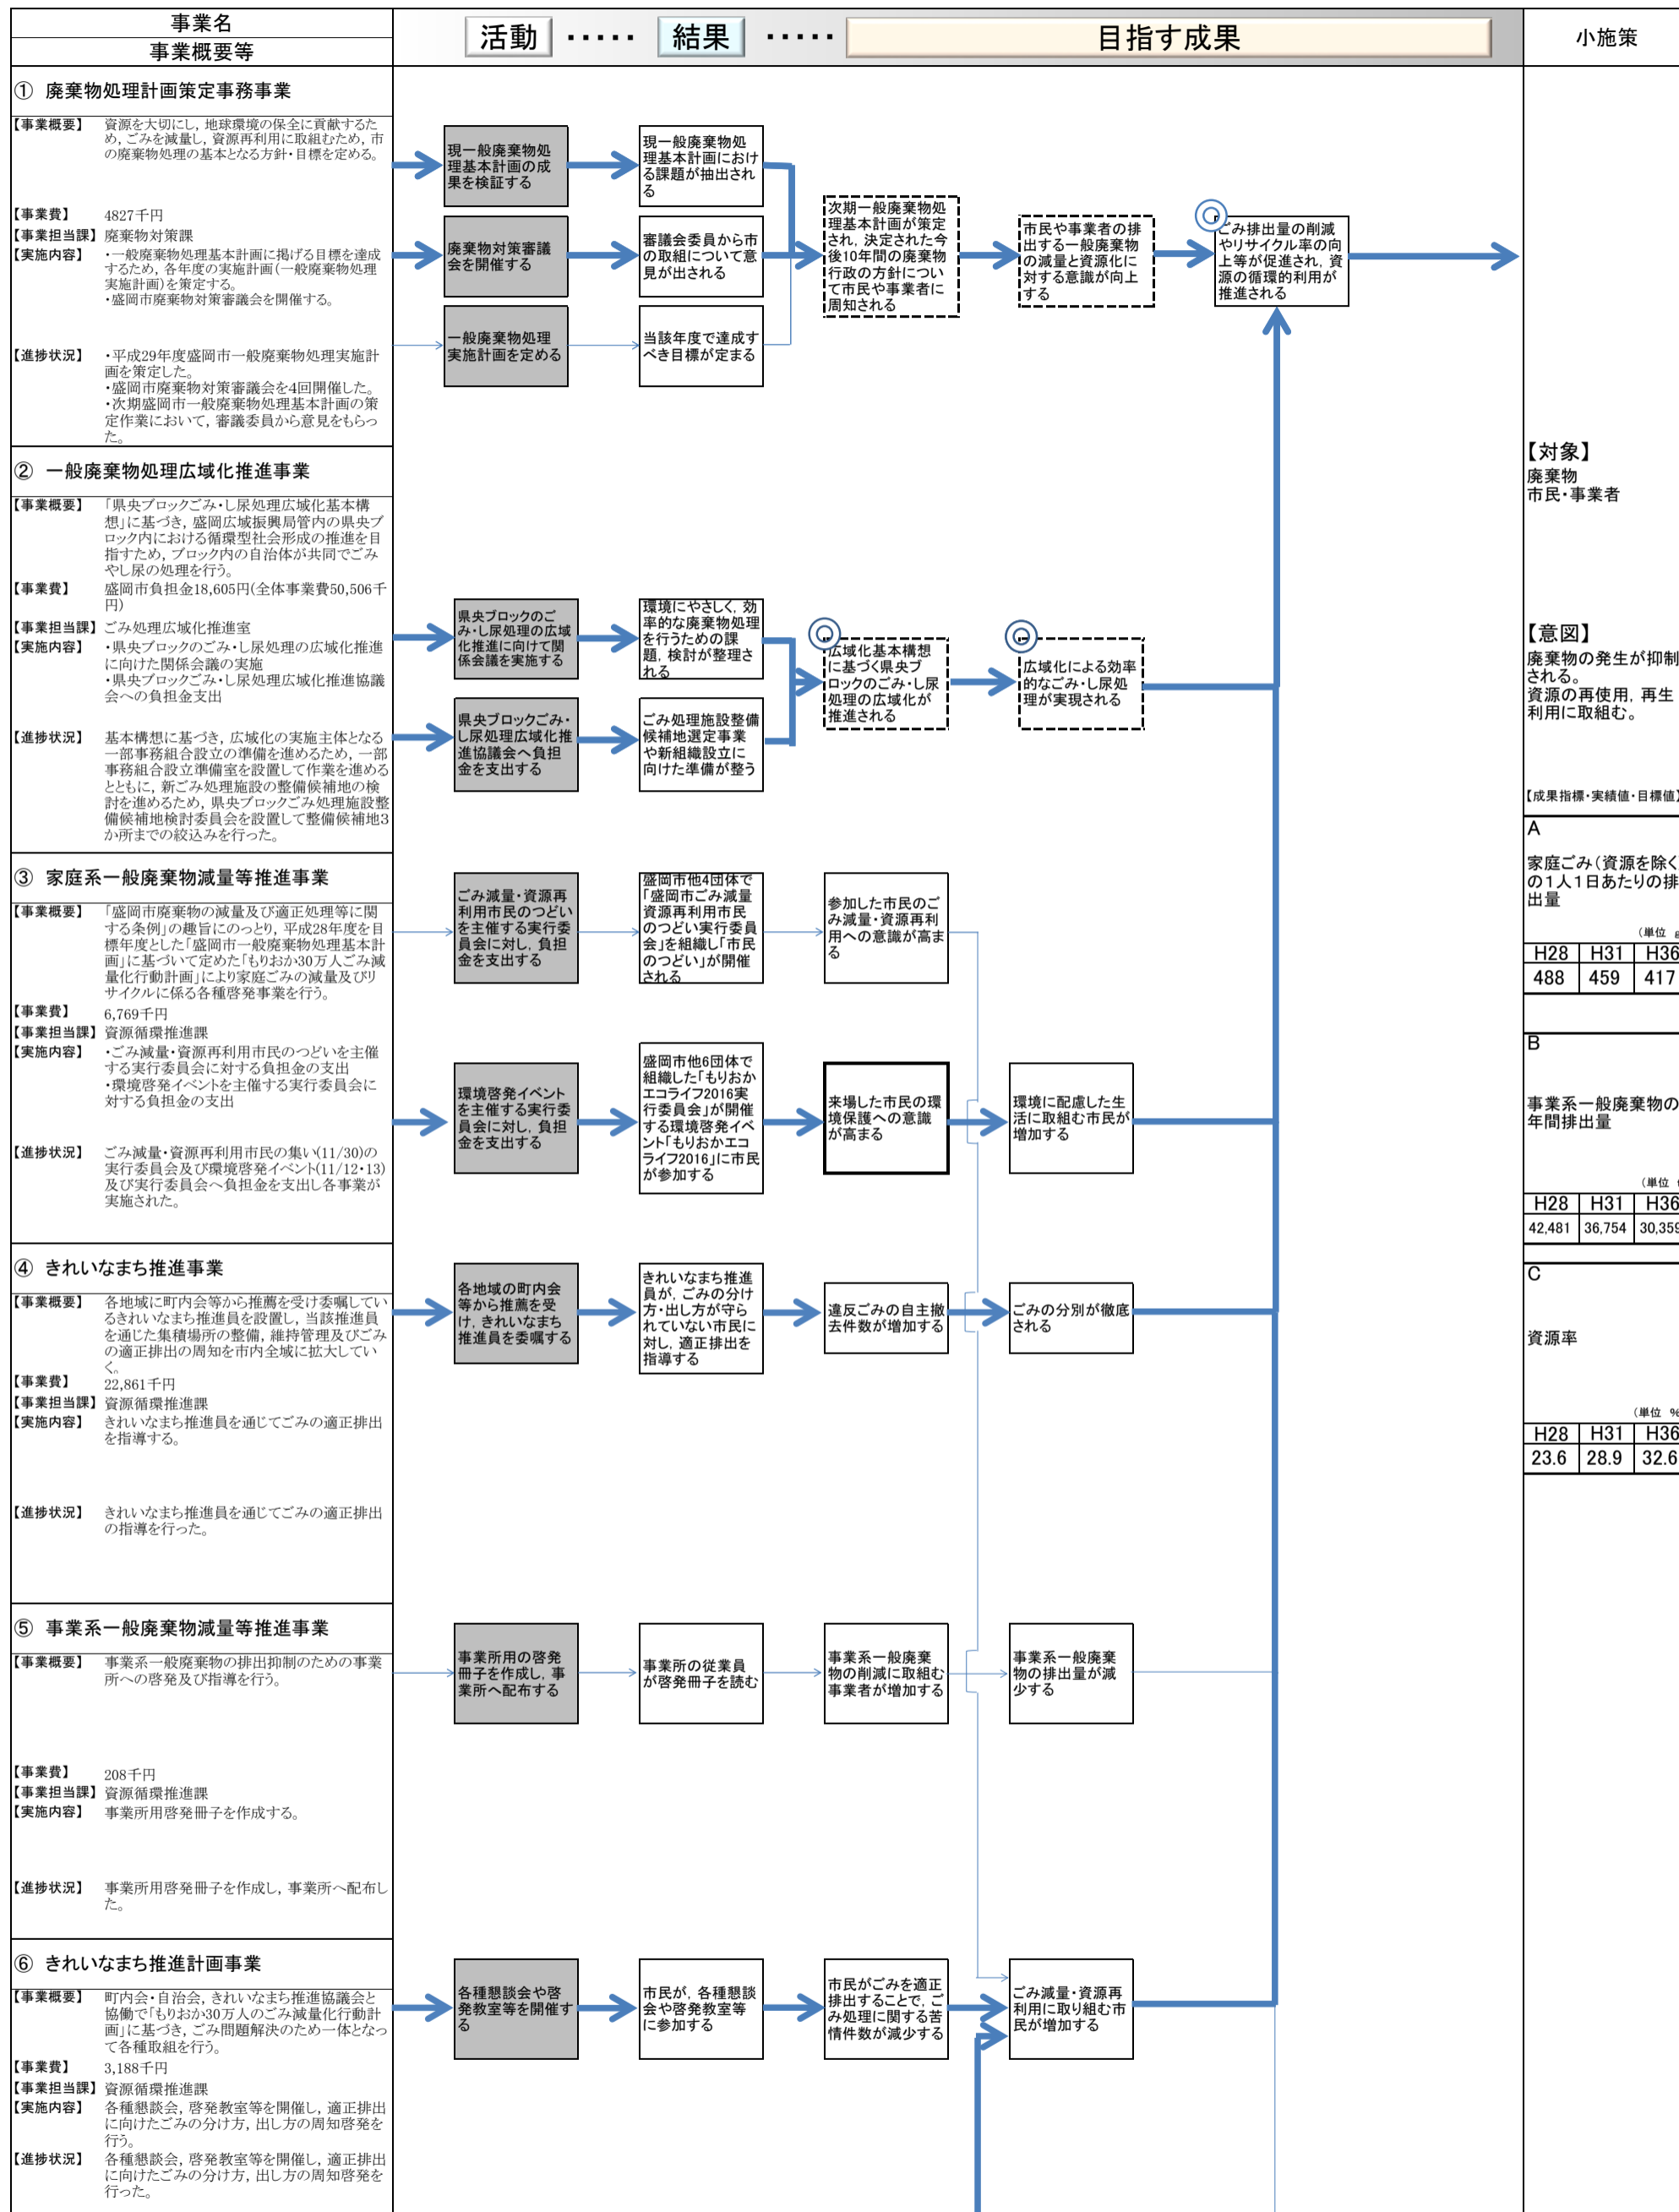 事業名
事業概要等
活動 ・・・・・ 結果 ・・・・・ 目指す成果
小施策
① 廃棄物処理計画策定事務事業
【事業概要】 資源を大切にし，地球環境の保全に貢献するた
め，ごみを減量し，資源再利用に取組むため，市
の廃棄物処理の基本となる方針・目標を定める。
【事業費】 4827千円
【事業担当課】 廃棄物対策課
【実施内容】 ・一般廃棄物処理基本計画に掲げる目標を達成
するため，各年度の実施計画(一般廃棄物処理
実施計画)を策定する。
・盛岡市廃棄物対策審議会を開催する。
【進捗状況】 ・平成29年度盛岡市一般廃棄物処理実施計
画を策定した。
・盛岡市廃棄物対策審議会を4回開催した。
・次期盛岡市一般廃棄物処理基本計画の策
定作業において，審議委員から意見をもらっ
た。
現一般廃棄物処
理基本計画の成
果を検証する
現一般廃棄物処
理基本計画におけ
る課題が抽出され
る
廃棄物対策審議
会を開催する
審議会委員から市
の取組について意
見が出される
一般廃棄物処理
実施計画を定める
当該年度で達成す
べき目標が定まる
次期一般廃棄物処
理基本計画が策定
され，決定された今
後10年間の廃棄物
行政の方針につい
て市民や事業者に
周知される
市民や事業者の排
出する一般廃棄物
の減量と資源化に
対する意識が向上
する
◎
ごみ排出量の削減
やリサイクル率の向
上等が促進され，資
源の循環的利用が
推進される
② 一般廃棄物処理広域化推進事業
【事業概要】 「県央ブロックごみ・し尿処理広域化基本構
想」に基づき，盛岡広域振興局管内の県央ブ
ロック内における循環型社会形成の推進を目
指すため，ブロック内の自治体が共同でごみ
やし尿の処理を行う。
【事業費】 盛岡市負担金18,605円(全体事業費50,506千
円)
【事業担当課】 ごみ処理広域化推進室
【実施内容】 ・県央ブロックのごみ・し尿処理の広域化推進
に向けた関係会議の実施
・県央ブロックごみ・し尿処理広域化推進協議
会への負担金支出
【進捗状況】 基本構想に基づき，広域化の実施主体となる
一部事務組合設立の準備を進めるため，一部
事務組合設立準備室を設置して作業を進める
とともに，新ごみ処理施設の整備候補地の検
討を進めるため，県央ブロックごみ処理施設整
備候補地検討委員会を設置して整備候補地3
か所までの絞込みを行った。
県央ブロックのご
み・し尿処理の広域
化推進に向けて関
係会議を実施する
環境にやさしく，効
率的な廃棄物処理
を行うための課
題，検討が整理さ
れる
県央ブロックごみ・
し尿処理広域化推
進協議会へ負担
金を支出する
ごみ処理施設整備
候補地選定事業
や新組織設立に
向けた準備が整う
◎
広域化基本構想
に基づく県央ブ
ロックのごみ・し尿
処理の広域化が
推進される
◎
広域化による効率
的なごみ・し尿処
理が実現される
③ 家庭系一般廃棄物減量等推進事業
【事業概要】 「盛岡市廃棄物の減量及び適正処理等に関
する条例」の趣旨にのっとり，平成28年度を目
標年度とした「盛岡市一般廃棄物処理基本計
画」に基づいて定めた「もりおか30万人ごみ減
量化行動計画」により家庭ごみの減量及びリ
サイクルに係る各種啓発事業を行う。
【事業費】 6,769千円
【事業担当課】 資源循環推進課
【実施内容】 ・ごみ減量・資源再利用市民のつどいを主催
する実行委員会に対する負担金の支出
・環境啓発イベントを主催する実行委員会に
対する負担金の支出
【進捗状況】 ごみ減量・資源再利用市民の集い(11/30)の
実行委員会及び環境啓発イベント(11/12・13)
及び実行委員会へ負担金を支出し各事業が
実施された。
ごみ減量・資源再
利用市民のつどい
を主催する実行委
員会に対し，負担
金を支出する
盛岡市他4団体で
「盛岡市ごみ減量
資源再利用市民
のつどい実行委員
会」を組織し「市民
のつどい」が開催
される
参加した市民のご
み減量・資源再利
用への意識が高ま
る
環境啓発イベント
を主催する実行委
員会に対し，負担
金を支出する
盛岡市他6団体で
組織した「もりおか
エコライフ2016実
行委員会」が開催
する環境啓発イベ
ント「もりおかエコ
ライフ2016」に市民
が参加する
来場した市民の環
境保護への意識
が高まる
環境に配慮した生
活に取組む市民が
増加する
④ きれいなまち推進事業
【事業概要】 各地域に町内会等から推薦を受け委嘱してい
るきれいなまち推進員を設置し，当該推進員
を通じた集積場所の整備，維持管理及びごみ
の適正排出の周知を市内全域に拡大してい
く。
【事業費】 22,861千円
【事業担当課】 資源循環推進課
【実施内容】 きれいなまち推進員を通じてごみの適正排出
を指導する。
【進捗状況】 きれいなまち推進員を通じてごみの適正排出
の指導を行った。
各地域の町内会
等から推薦を受
け，きれいなまち
推進員を委嘱する
きれいなまち推進
員が，ごみの分け
方・出し方が守ら
れていない市民に
対し，適正排出を
指導する
違反ごみの自主撤
去件数が増加する
ごみの分別が徹底
される
⑤ 事業系一般廃棄物減量等推進事業
【事業概要】 事業系一般廃棄物の排出抑制のための事業
所への啓発及び指導を行う。
【事業費】 208千円
【事業担当課】 資源循環推進課
【実施内容】 事業所用啓発冊子を作成する。
【進捗状況】 事業所用啓発冊子を作成し，事業所へ配布し
た。
事業所用の啓発
冊子を作成し，事
業所へ配布する
事業所の従業員
が啓発冊子を読む
事業系一般廃棄
物の削減に取組む
事業者が増加する
事業系一般廃棄
物の排出量が減
少する
⑥ きれいなまち推進計画事業
【事業概要】 町内会・自治会，きれいなまち推進協議会と
協働で「もりおか30万人のごみ減量化行動計
画」に基づき，ごみ問題解決のため一体となっ
て各種取組を行う。
【事業費】 3,188千円
【事業担当課】 資源循環推進課
【実施内容】 各種懇談会，啓発教室等を開催し，適正排出
に向けたごみの分け方，出し方の周知啓発を
行う。
【進捗状況】 各種懇談会，啓発教室等を開催し，適正排出
に向けたごみの分け方，出し方の周知啓発を
行った。
各種懇談会や啓
発教室等を開催す
る
市民が，各種懇談
会や啓発教室等
に参加する
市民がごみを適正
排出することで，ご
み処理に関する苦
情件数が減少する
ごみ減量・資源再
利用に取り組む市
民が増加する
【対象】
廃棄物
市民・事業者
【意図】
廃棄物の発生が抑制
される。
資源の再使用，再生
利用に取組む。
【成果指標・実績値・目標値】
A
家庭ごみ（資源を除く
の1人1日あたりの排
出量
（単位 g
H28 H31 H36
488 459 417
B
事業系一般廃棄物の
年間排出量
（単位 t
H28 H31 H36
42,481 36,754 30,359
C
資源率
（単位 %
H28 H31 H36
23.6 28.9 32.6